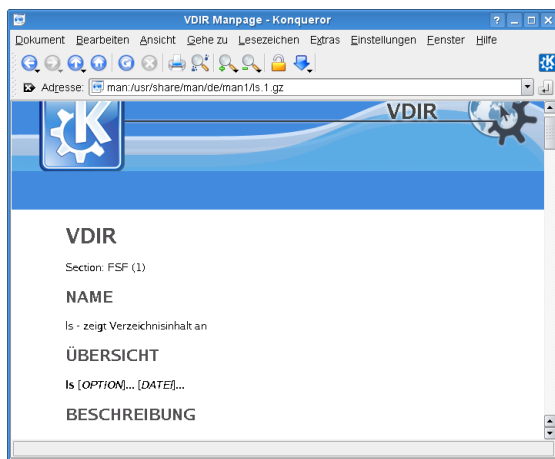 VDIR Manpage - Konqueror
Dokument Bearbeiten Ansicht Gehe zu Lesezeichen Extras Einstellungen Fenster Hilfe
Adresse: man:/usr/share/man/de/man1/ls.1.gz
VDIR
VDIR
Section: FSF (1)
NAME
ls - zeigt Verzeichnisinhalt an
ÜBERSICHT
ls [OPTION]... [DATEI]...
BESCHREIBUNG